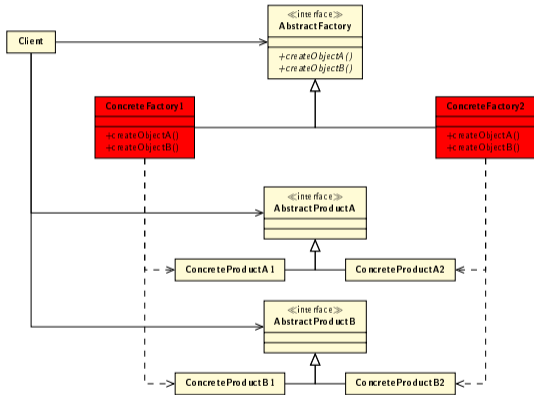 ≪interface≫
AbstractFactory
+createObjectA()
+createObjectB()
Client
ConcreteFactory1
+createObjectA()
+createObjectB()
ConcreteFactory2
+createObjectA()
+createObjectB()
≪interface≫
AbstractProductA
ConcreteProductA1
ConcreteProductA2
≪interface≫
AbstractProductB
ConcreteProductB1
ConcreteProductB2